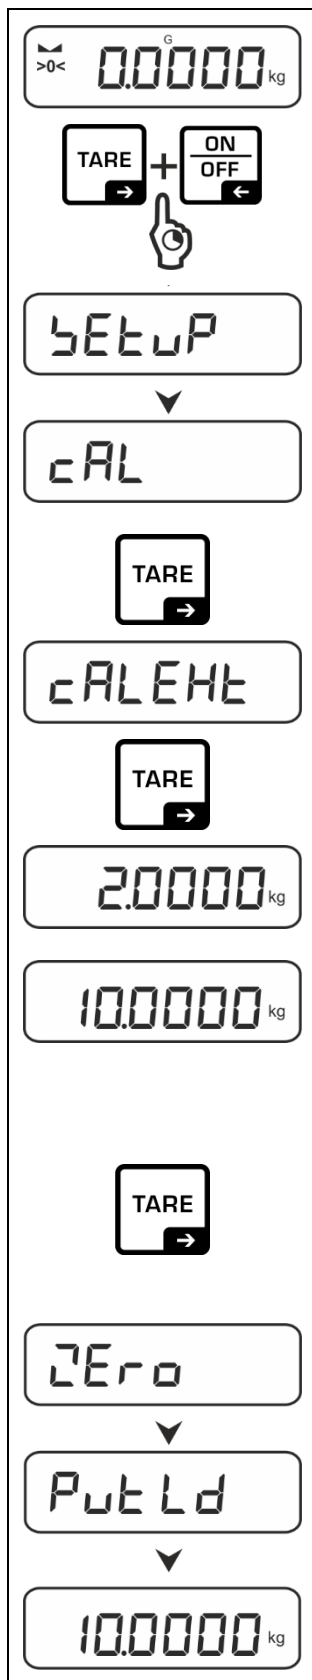 G
>0< 0.0000 kg
TARE + ON
OFF
SEtuP
cAL
TARE
cALEHt
TARE
2.0000 kg
10.0000 kg
TARE
ZEro
PutLd
10.0000 kg